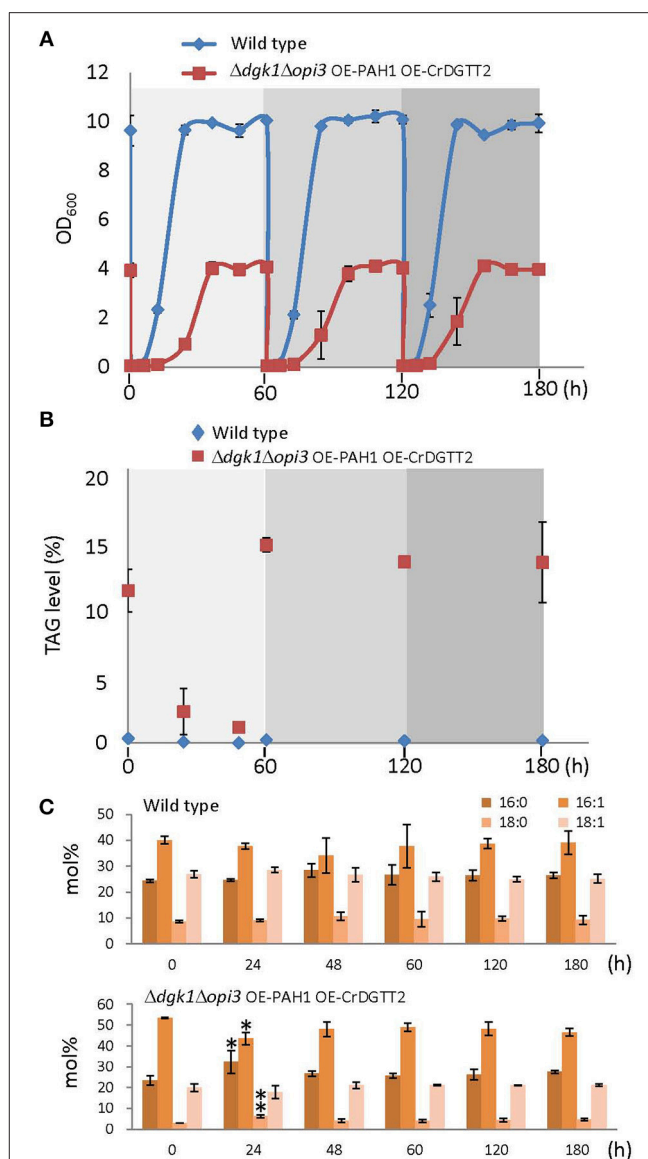 A
Wild type
Δdgk1Δopi3 OE-PAH1 OE-CrDGTT2
12
10
8
6
4
2
0
OD600
0 60 120 180 (h)
B
Wild type
Δdgk1Δopi3 OE-PAH1 OE-CrDGTT2
20
15
10
5
0
TAG level (%)
0 60 120 180 (h)
C
Wild type
16:0 16:1
18:0 18:1
50
40
30
20
10
0
mol%
0 24 48 60 120 180 (h)
Δdgk1Δopi3 OE-PAH1 OE-CrDGTT2
60
50
40
30
20
10
0
mol%
* * **
0 24 48 60 120 180 (h)